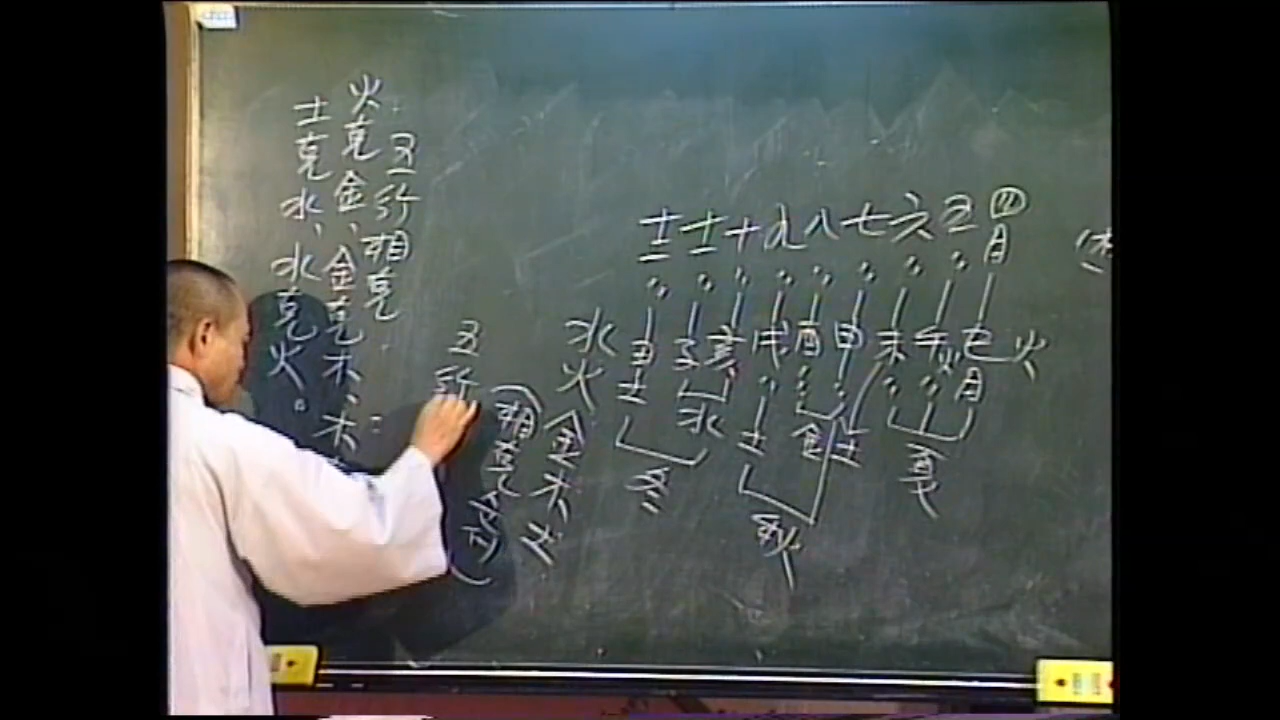 四月 五〃 六〃 七〃 八〃 九〃 十〃 十一〃 十二〃
巳月 午〃 未〃 申〃 酉〃 戌〃 亥〃 子〃 丑
火 火 土 金 土 水 土
夏 秋 冬
水火金木土
(相克
五行
五行相克:
火克金、金克木、木
土克水、水克火。